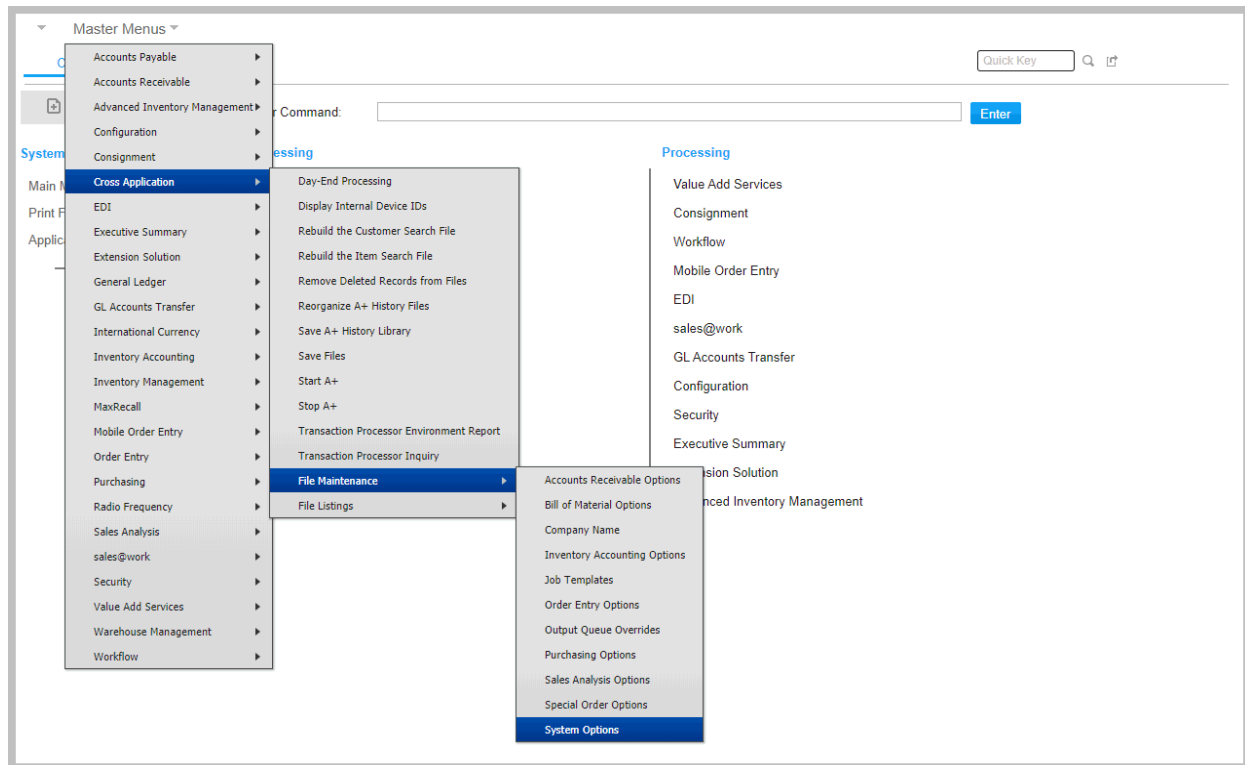 Master Menus
Quick Key
Command:
Enter
System
Processing
Main
Print
Value Add Services
Consignment
Workflow
Mobile Order Entry
EDI
sales@work
GL Accounts Transfer
Configuration
Security
Executive Summary
Solution
Inventory Management
Accounts Payable
Accounts Receivable
Advanced Inventory Management
Configuration
Consignment
Cross Application
EDI
Executive Summary
Extension Solution
General Ledger
GL Accounts Transfer
International Currency
Inventory Accounting
Inventory Management
MaxRecall
Mobile Order Entry
Order Entry
Purchasing
Radio Frequency
Sales Analysis
sales@work
Security
Value Add Services
Warehouse Management
Workflow
Day-End Processing
Display Internal Device IDs
Rebuild the Customer Search File
Rebuild the Item Search File
Remove Deleted Records from Files
Reorganize A+ History Files
Save A+ History Library
Save Files
Start A+
Stop A+
Transaction Processor Environment Report
Transaction Processor Inquiry
File Maintenance
File Listings
Accounts Receivable Options
Bill of Material Options
Company Name
Inventory Accounting Options
Job Templates
Order Entry Options
Output Queue Overrides
Purchasing Options
Sales Analysis Options
Special Order Options
System Options